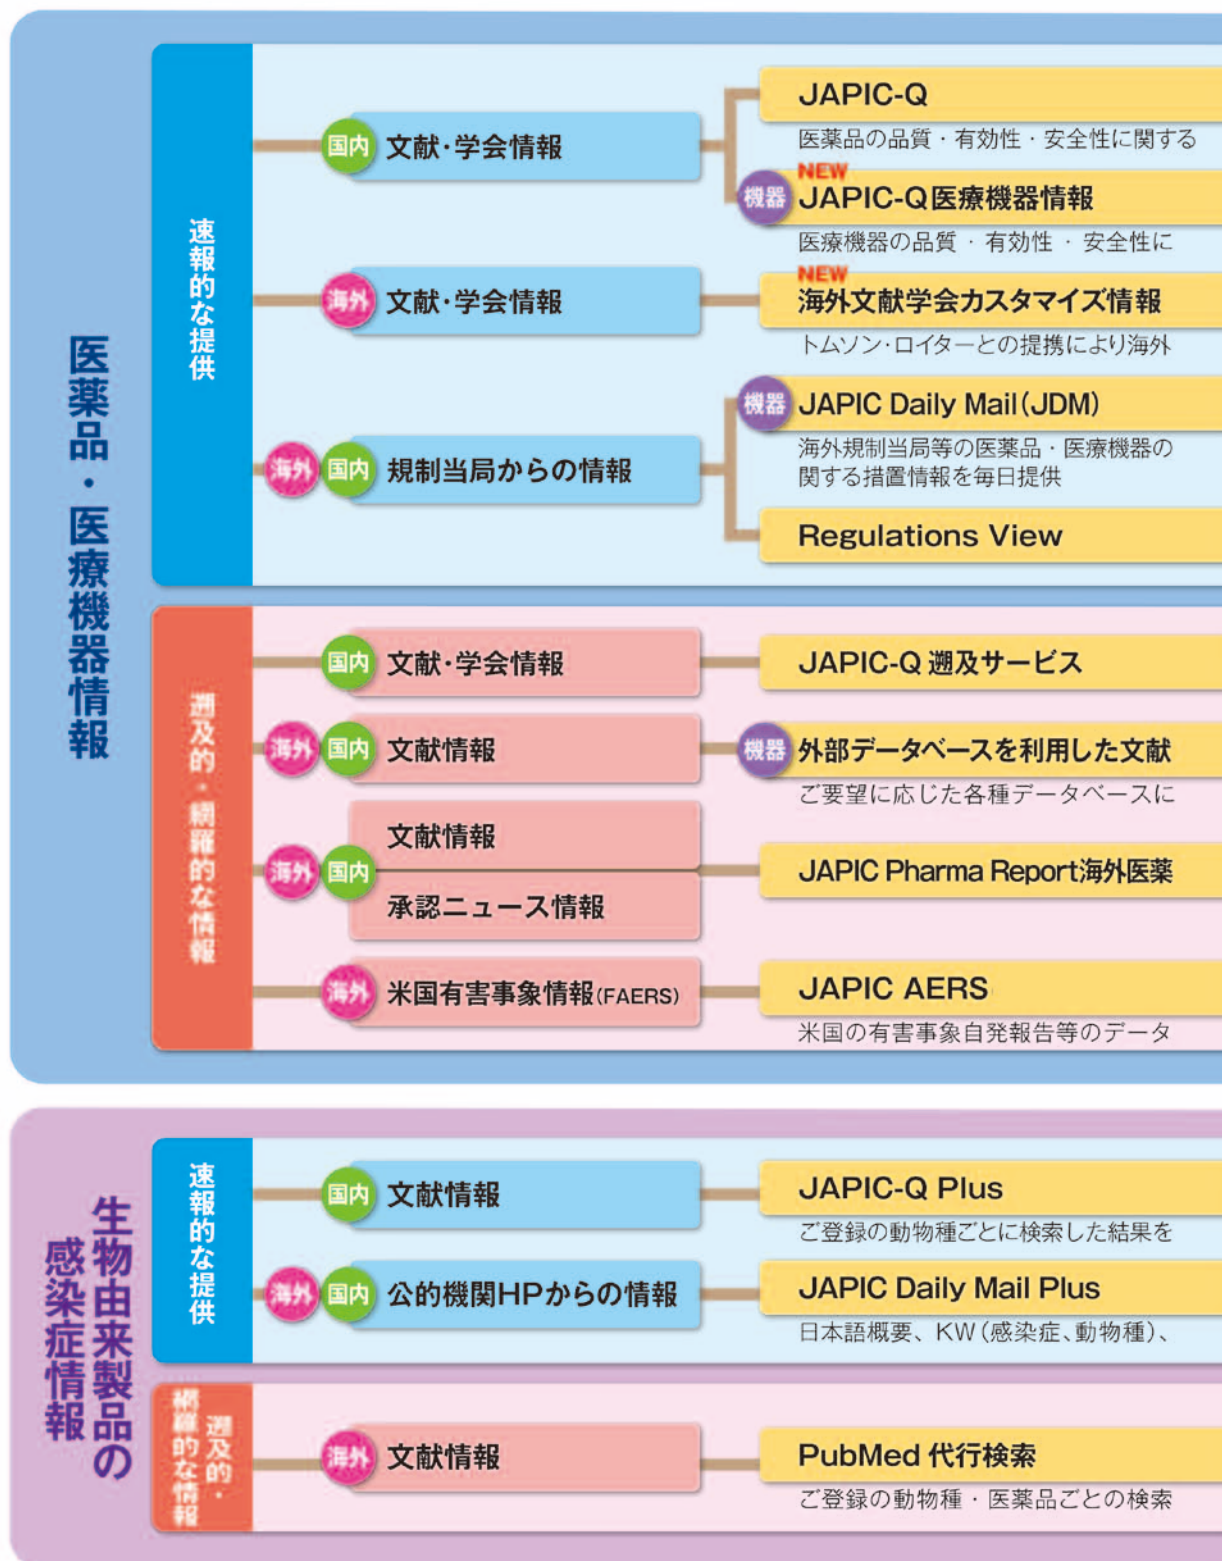 医薬品・医療機器情報
速報的な提供
国内 文献・学会情報
JAPIC-Q
医薬品の品質・有効性・安全性に関する
NEW
機器 JAPIC-Q医療機器情報
医療機器の品質・有効性・安全性に
海外 文献・学会情報
NEW
海外文献学会カスタマイズ情報
トムソン・ロイターとの提携により海外
海外 国内 規制当局からの情報
機器 JAPIC Daily Mail(JDM)
海外規制当局等の医薬品・医療機器の
関する措置情報を毎日提供
Regulations View
遡及的・網羅的な情報
国内 文献・学会情報
JAPIC-Q 遡及サービス
海外 国内 文献情報
機器 外部データベースを利用した文献
ご要望に応じた各種データベースに
海外 国内
文献情報
承認ニュース情報
JAPIC Pharma Report海外医薬
海外 米国有害事象情報(FAERS)
JAPIC AERS
米国の有害事象自発報告等のデータ
生物由来製品の
感染症情報
速報的な提供
国内 文献情報
JAPIC-Q Plus
ご登録の動物種ごとに検索した結果を
海外 国内 公的機関HPからの情報
JAPIC Daily Mail Plus
日本語概要、KW(感染症、動物種)、
遡及的・
網羅的な情報
海外 文献情報
PubMed 代行検索
ご登録の動物種・医薬品ごとの検索